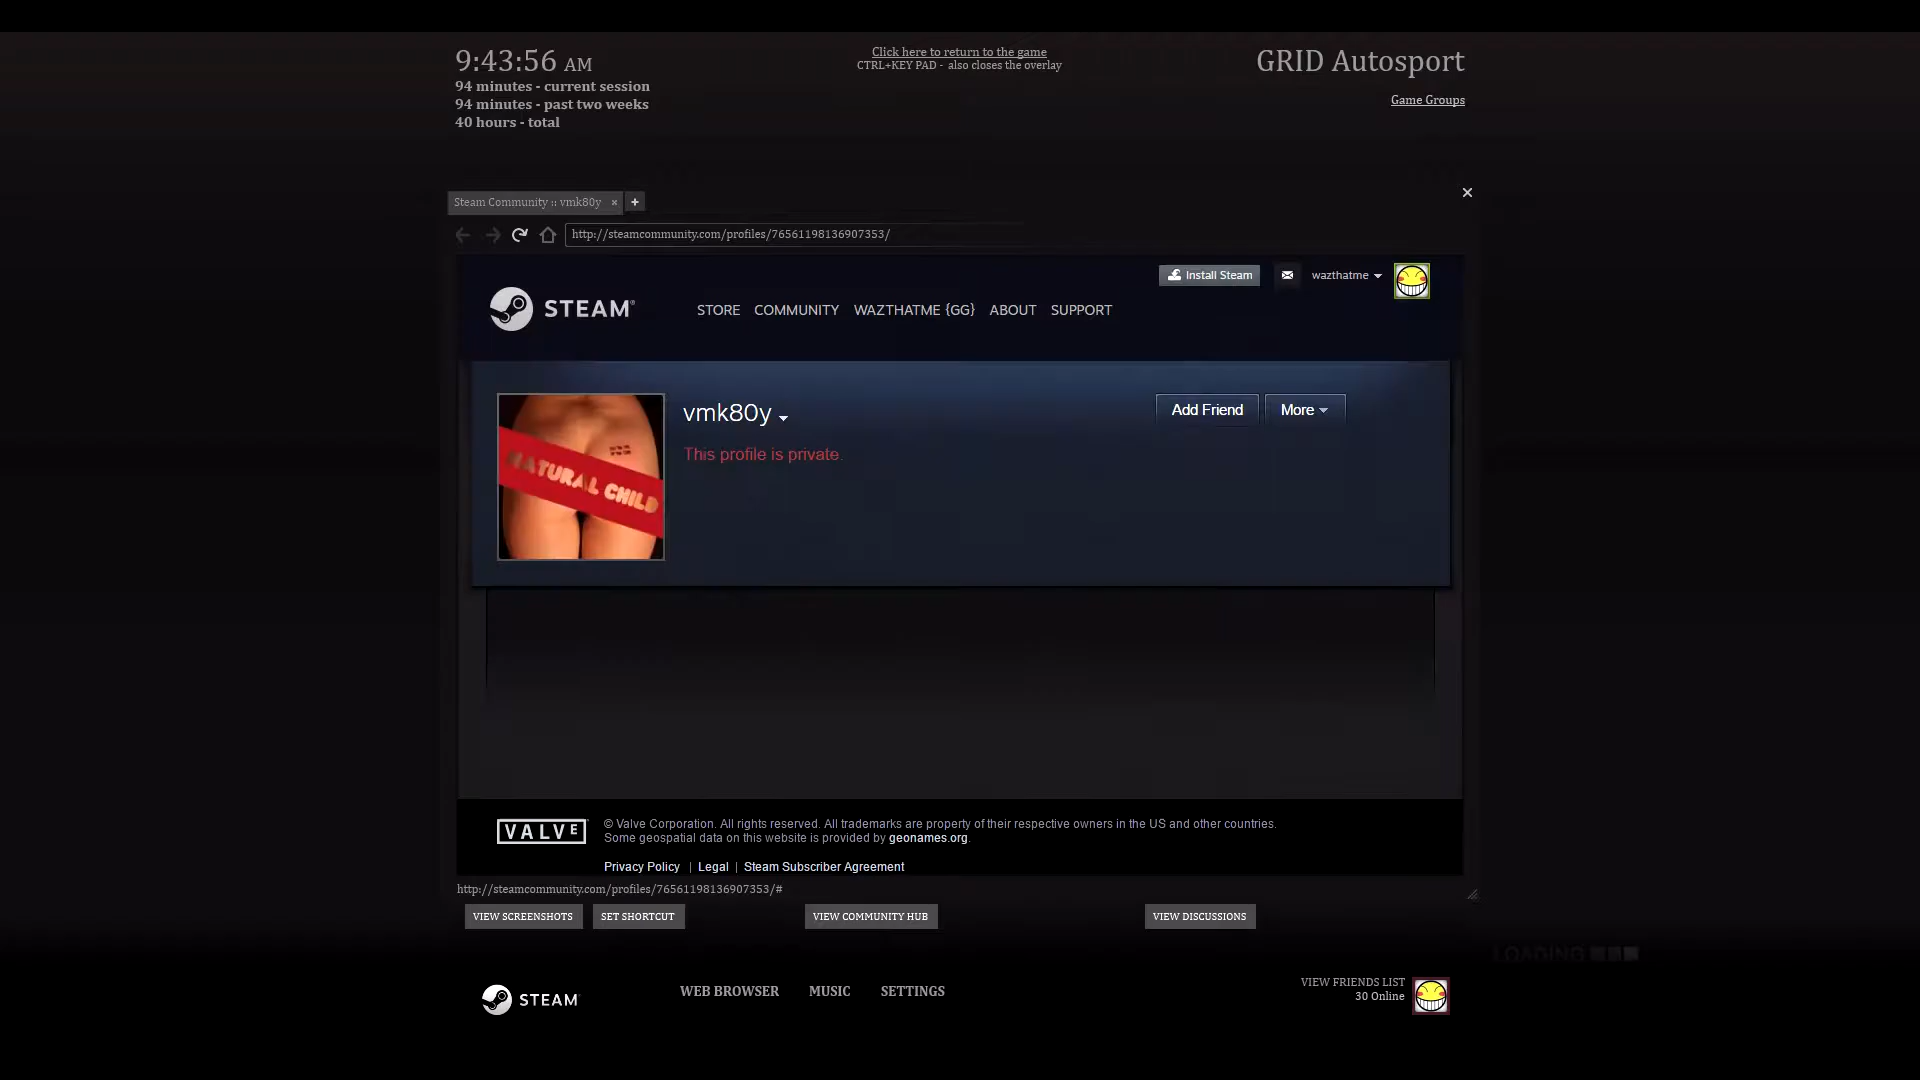 9:43:56 AM
94 minutes - current session
94 minutes - past two weeks
40 hours - total
Click here to return to the game
CTRL+KEY PAD - also closes the overlay
GRID Autosport
Game Groups
Steam Community :: vmk80y
http://steamcommunity.com/profiles/76561198136907353/
Install Steam
wazthatme
STEAM
STORE COMMUNITY WAZTHATME {GG} ABOUT SUPPORT
vmk80y
Add Friend
More
This profile is private.
NATURAL CHILD
VALVE
© Valve Corporation. All rights reserved. All trademarks are property of their respective owners in the US and other countries.
Some geospatial data on this website is provided by geonames.org.
Privacy Policy | Legal | Steam Subscriber Agreement
http://steamcommunity.com/profiles/76561198136907353/#
VIEW SCREENSHOTS
SET SHORTCUT
VIEW COMMUNITY HUB
VIEW DISCUSSIONS
LOADING
STEAM
WEB BROWSER
MUSIC
SETTINGS
VIEW FRIENDS LIST
30 Online